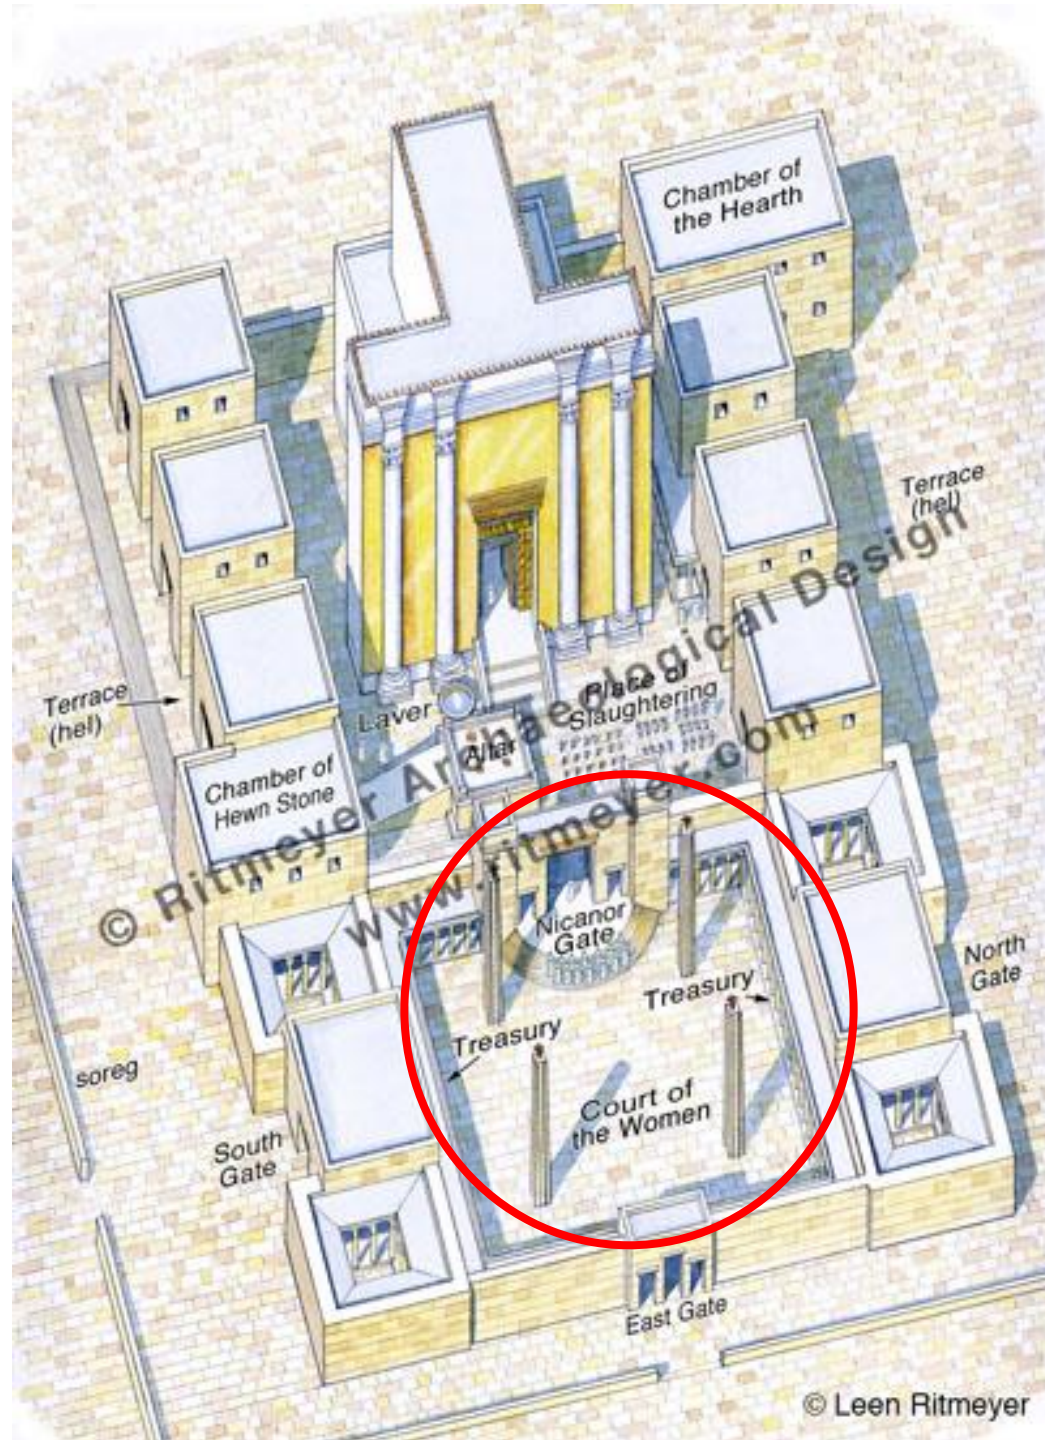 Chamber of
the Hearth
Terrace
(hel)
Terrace
(hel)
Laver
Place of
Slaughtering
Altar
Chamber of
Hewn Stone
© Ritmeyer Archaeological Design
www.ritmeyer.com
Nicanor
Gate
North
Gate
Treasury
Treasury
soreg
Court of
the Women
South
Gate
East Gate
© Leen Ritmeyer